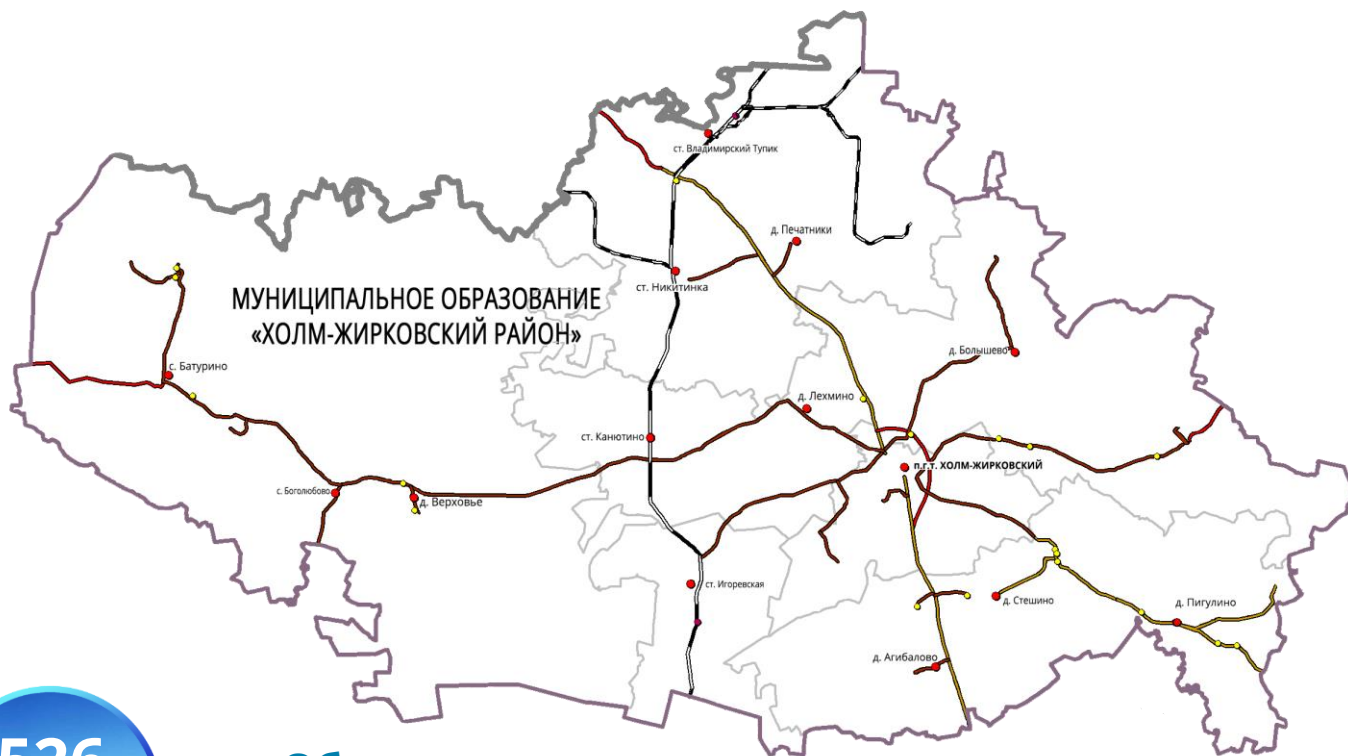 ст. Владимирский Тупик
д. Печатники
ст. Никитинка
МУНИЦИПАЛЬНОЕ ОБРАЗОВАНИЕ
«ХОЛМ-ЖИРКОВСКИЙ РАЙОН»
д. Болышево
с. Батурино
д. Лехмино
ст. Канютино
п.г.т. ХОЛМ-ЖИРКОВСКИЙ
с. Боголюбово
д. Верховье
ст. Игоревская
д. Стешино
д. Пигулино
д. Агибалово